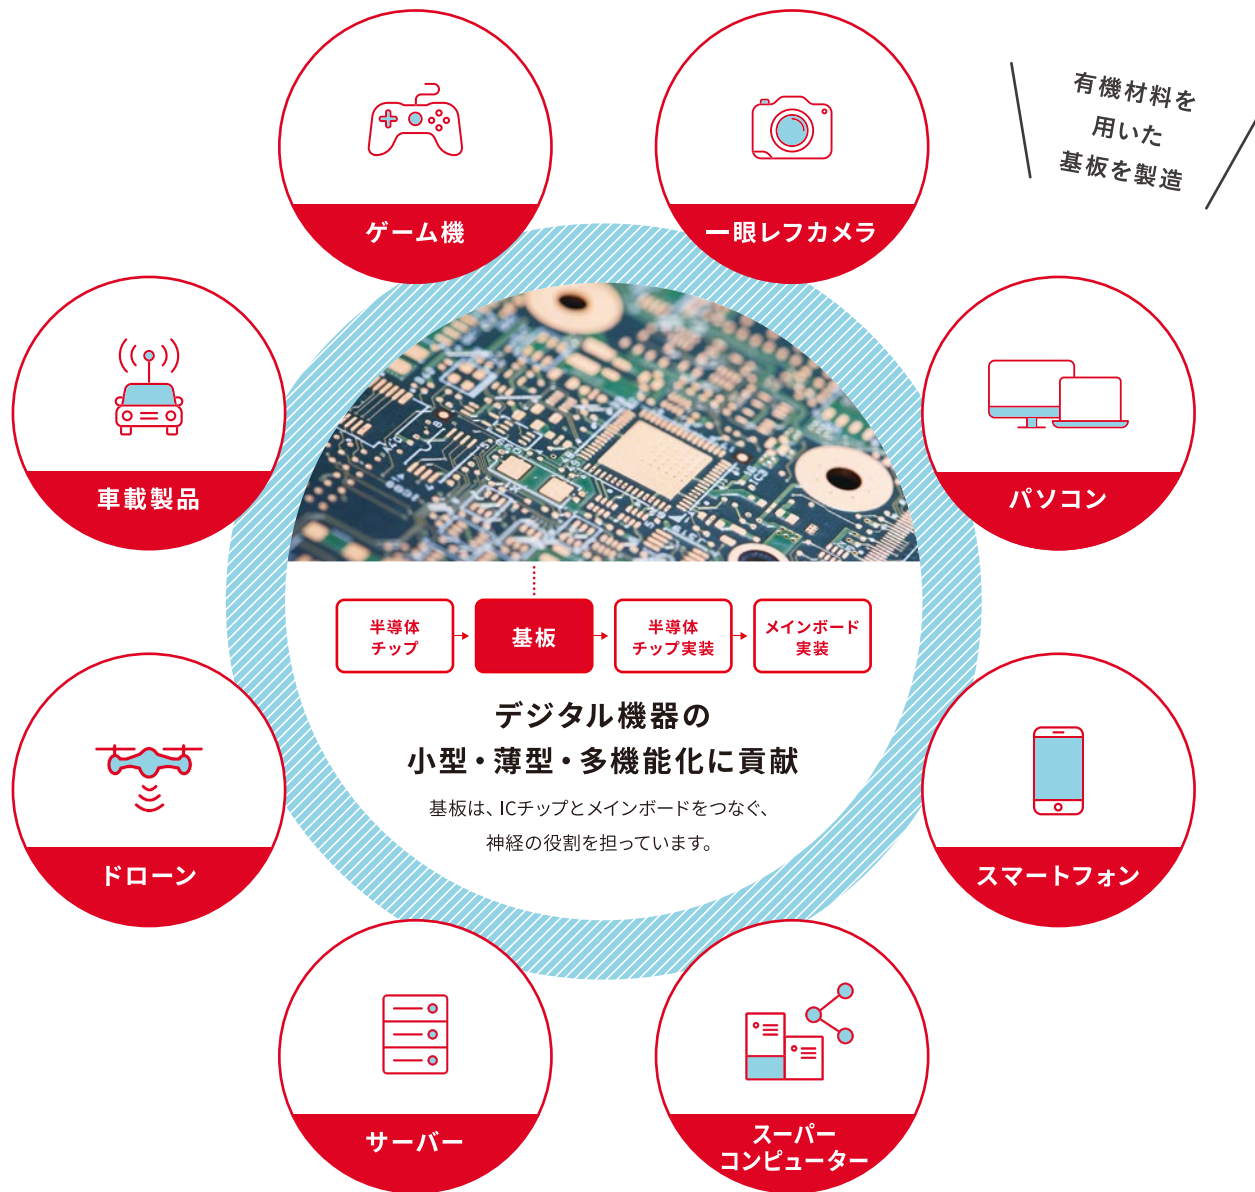 ゲーム機
一眼レフカメラ
有機材料を
用いた
基板を製造
車載製品
パソコン
半導体
チップ
基板
半導体
チップ実装
メインボード
実装
デジタル機器の
小型・薄型・多機能化に貢献
基板は、ICチップとメインボードをつなぐ、
神経の役割を担っています。
ドローン
スマートフォン
サーバー
スーパー
コンピューター